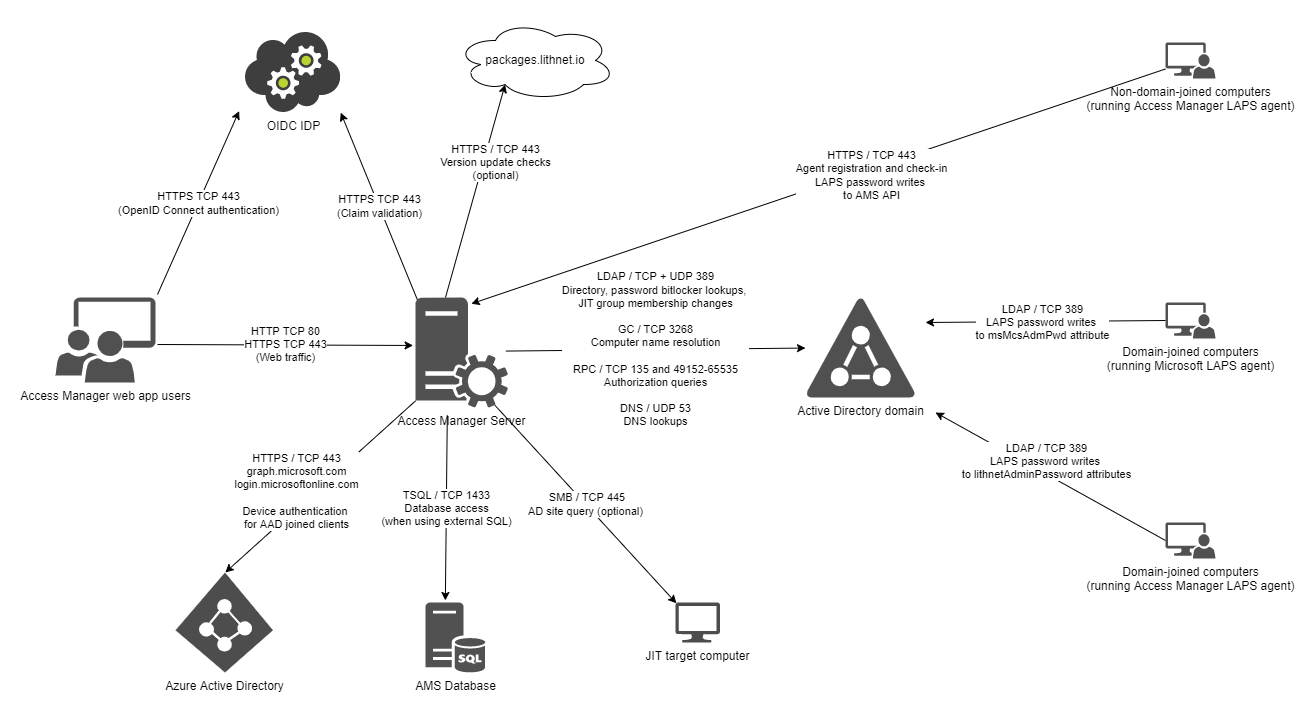 packages.lithnet.io
OIDC IDP
Non-domain-joined computers
(running Access Manager LAPS agent)
HTTPS / TCP 443
Version update checks
(optional)
HTTPS / TCP 443
Agent registration and check-in
LAPS password writes
to AMS API
HTTPS TCP 443
(OpenID Connect authentication)
HTTPS TCP 443
(Claim validation)
LDAP / TCP + UDP 389
Directory, password bitlocker lookups,
JIT group membership changes
GC / TCP 3268
Computer name resolution
RPC / TCP 135 and 49152-65535
Authorization queries
DNS / UDP 53
DNS lookups
LDAP / TCP 389
LAPS password writes
to msMcsAdmPwd attribute
HTTP TCP 80
HTTPS TCP 443
(Web traffic)
Domain-joined computers
(running Microsoft LAPS agent)
Access Manager web app users
Access Manager Server
Active Directory domain
LDAP / TCP 389
LAPS password writes
to lithnetAdminPassword attributes
HTTPS / TCP 443
graph.microsoft.com
login.microsoftonline.com
Device authentication
for AAD joined clients
TSQL / TCP 1433
Database access
(when using external SQL)
SMB / TCP 445
AD site query (optional)
Domain-joined computers
(running Access Manager LAPS agent)
SQL
JIT target computer
Azure Active Directory
AMS Database